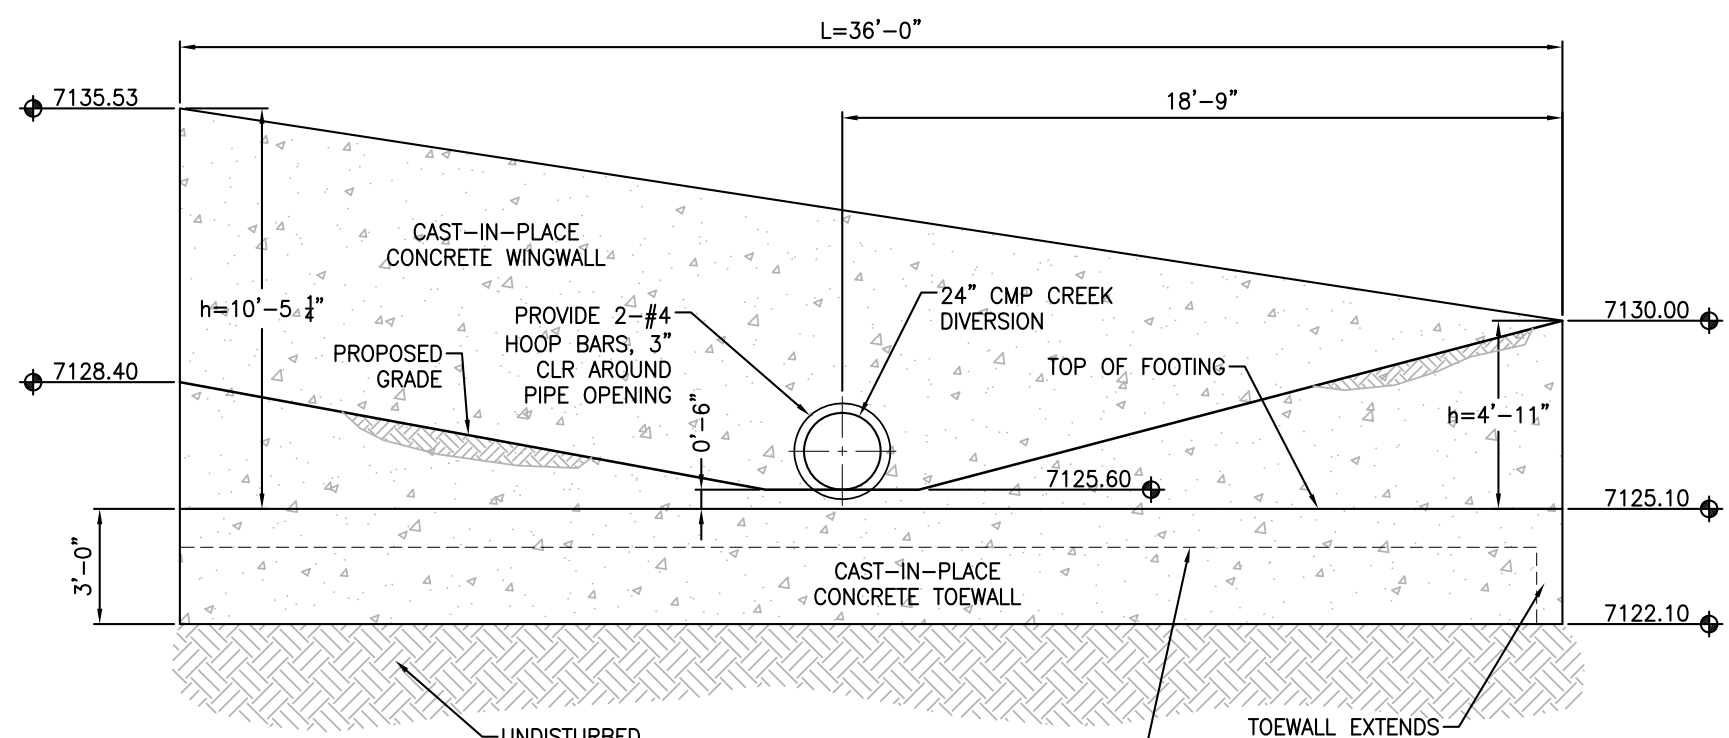 L=36'-0"
7135.53
18'-9"
CAST-IN-PLACE
CONCRETE WINGWALL
h=10'-5 1/4"
PROVIDE 2-#4
HOOP BARS, 3"
CLR AROUND
PIPE OPENING
24" CMP CREEK
DIVERSION
7130.00
PROPOSED
GRADE
7128.40
TOP OF FOOTING
0'-6"
h=4'-11"
7125.60
7125.10
3'-0"
CAST-IN-PLACE
CONCRETE TOEWALL
7122.10
UNDISTURBED
TOEWALL EXTENDS